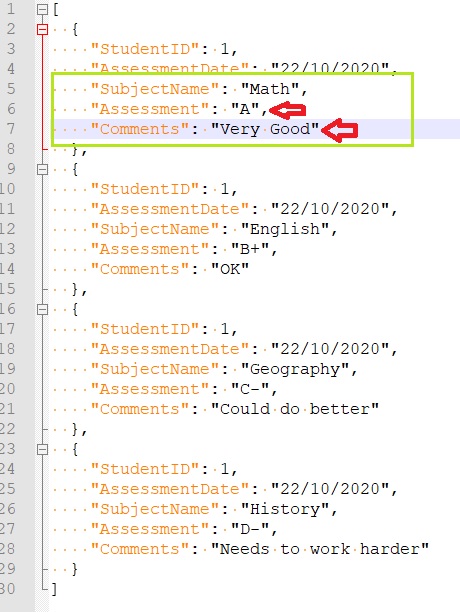 1 [
2 {
3 "StudentID": 1,
4 "AssessmentDate": "22/10/2020",
5 "SubjectName": "Math",
6 "Assessment": "A",
7 "Comments": "Very Good"
8 },
9 {
10 "StudentID": 1,
11 "AssessmentDate": "22/10/2020",
12 "SubjectName": "English",
13 "Assessment": "B+",
14 "Comments": "OK"
15 },
16 {
17 "StudentID": 1,
18 "AssessmentDate": "22/10/2020",
19 "SubjectName": "Geography",
20 "Assessment": "C-",
21 "Comments": "Could do better"
22 },
23 {
24 "StudentID": 1,
25 "AssessmentDate": "22/10/2020",
26 "SubjectName": "History",
27 "Assessment": "D-",
28 "Comments": "Needs to work harder"
29 }
30 ]